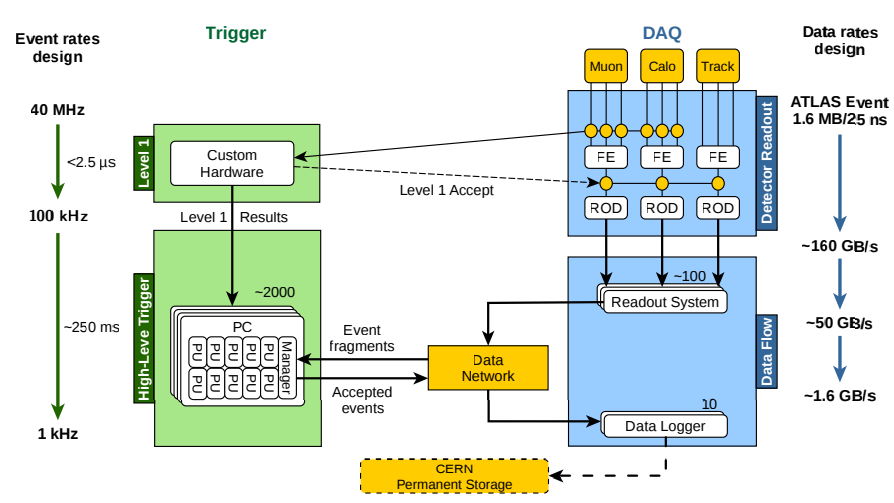 Event rates
design
Trigger
DAQ
Data rates
design
Muon
Calo
Track
40 MHz
ATLAS Event
1.6 MB/25 ns
<2.5 µs
Level 1
Custom
Hardware
FE
FE
FE
Level 1 Accept
ROD
ROD
ROD
Detector Readout
100 kHz
Level 1 Results
~160 GB/s
~2000
~100
Readout System
~250 ms
High-Leve Trigger
PC
PU
PU
PU
PU
PU
PU
PU
PU
PU
PU
Manager
Event
fragments
Data
Network
Accepted
events
Data Flow
~50 GB/s
~1.6 GB/s
10
Data Logger
1 kHz
CERN
Permanent Storage